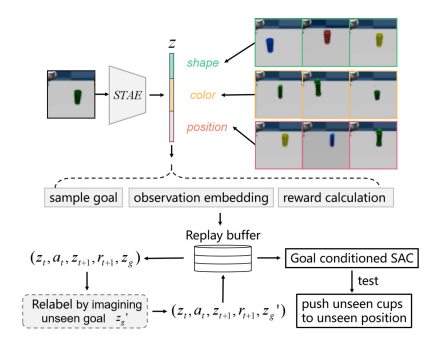 z
shape
STAE
color
position
sample goal
observation embedding
reward calculation
Replay buffer
(z_t, a_t, z_{t+1}, r_{t+1}, z_g)
Goal conditioned SAC
test
Relabel by imagining
unseen goal z_g'
(z_t, a_t, z_{t+1}, r_{t+1}, z_g')
push unseen cups
to unseen position